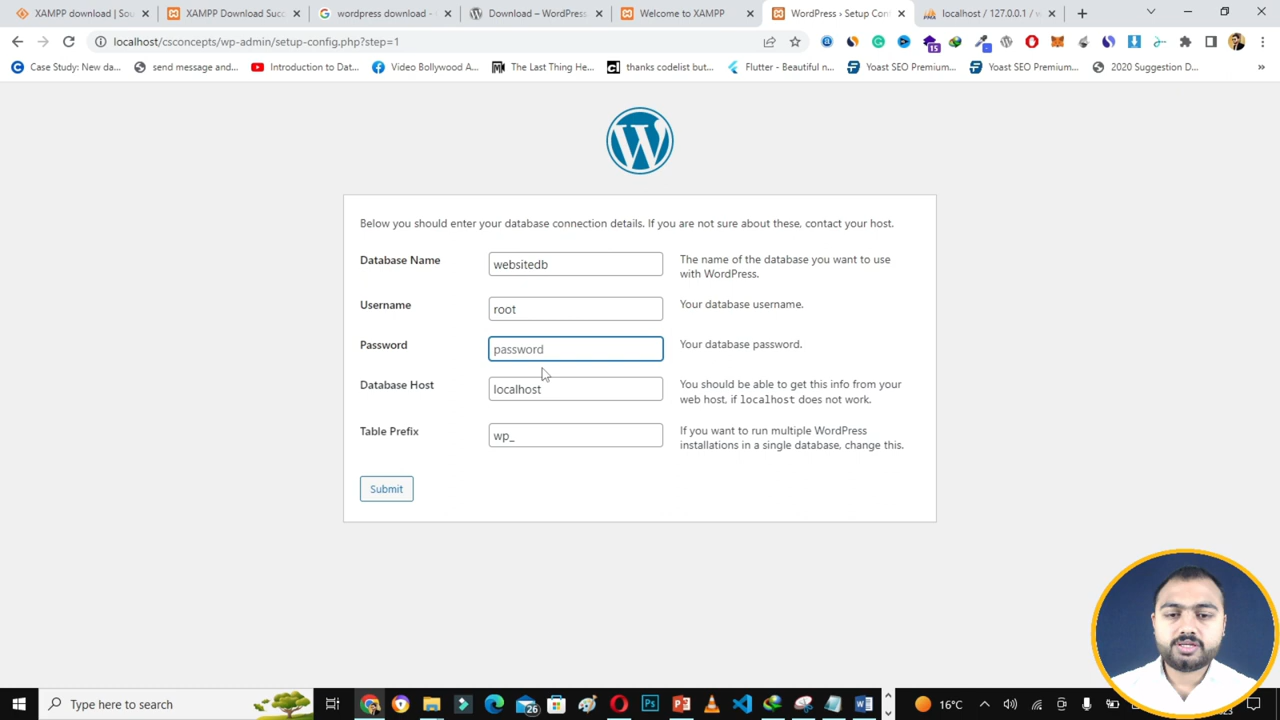 XAMPP Download | Sou
XAMPP Download Succ
wordpress download -
Download – WordPress
Welcome to XAMPP
WordPress › Setup Con
localhost / 127.0.0.1 / w
localhost/csconcepts/wp-admin/setup-config.php?step=1
15
Case Study: New da...
send message and...
Introduction to Dat...
Video Bollywood A...
The Last Thing He...
thanks codelist but...
Flutter - Beautiful n...
Yoast SEO Premium...
Yoast SEO Premium...
2020 Suggestion D...
»
Below you should enter your database connection details. If you are not sure about these, contact your host.
Database Name
websitedb
The name of the database you want to use
with WordPress.
Username
root
Your database username.
Password
password
Your database password.
Database Host
localhost
You should be able to get this info from your
web host, if localhost does not work.
Table Prefix
wp_
If you want to run multiple WordPress
installations in a single database, change this.
Submit
Type here to search
26
16°C